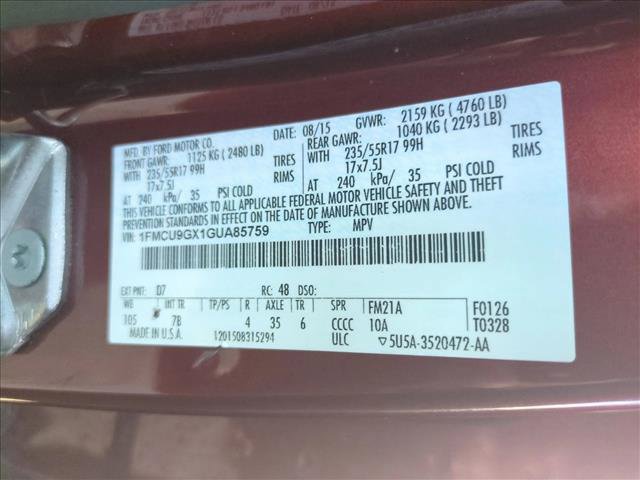 MFD. BY FORD MOTOR CO.
DATE: 08/15 GVWR: 2159 KG ( 4760 LB)
FRONT GAWR: 1125 KG ( 2480 LB)
REAR GAWR: 1040 KG ( 2293 LB)
WITH 235/55R17 99H TIRES
WITH 235/55R17 99H TIRES
17x7.5J RIMS
17x7.5J RIMS
AT 240 kPa/ 35 PSI COLD
AT 240 kPa/ 35 PSI COLD
THIS VEHICLE CONFORMS TO ALL APPLICABLE FEDERAL MOTOR VEHICLE SAFETY AND THEFT
PREVENTION STANDARDS IN EFFECT ON THE DATE OF MANUFACTURE SHOWN ABOVE.
VIN: 1FMCU9GX1GUA85759
TYPE: MPV
EXT PNT: D7 RC: 48 DSO:
WB INT TR TP/PS R AXLE TR SPR FM21A F0126
105 7B 4 35 6 CCCC 10A T0328
MADE IN U.S.A. 1201508315294 ULC ▽5U5A-3520472-AA